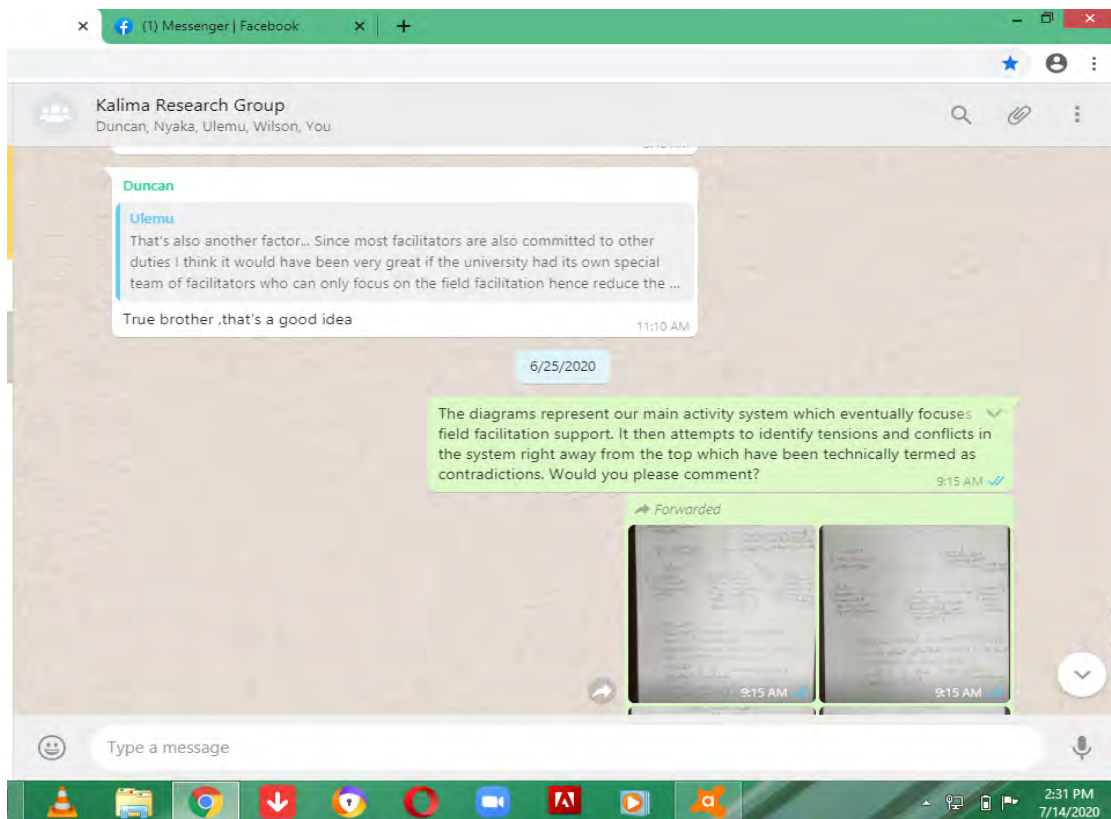 (1) Messenger | Facebook
Kalima Research Group
Duncan, Nyaka, Ulemu, Wilson, You
Duncan
Ulemu
That's also another factor... Since most facilitators are also committed to other
duties I think it would have been very great if the university had its own special
team of facilitators who can only focus on the field facilitation hence reduce the ...
True brother ,that's a good idea
11:10 AM
6/25/2020
The diagrams represent our main activity system which eventually focuses
field facilitation support. It then attempts to identify tensions and conflicts in
the system right away from the top which have been technically termed as
contradictions. Would you please comment?
9:15 AM
Forwarded
9:15 AM
9:15 AM
Type a message
2:31 PM
7/14/2020